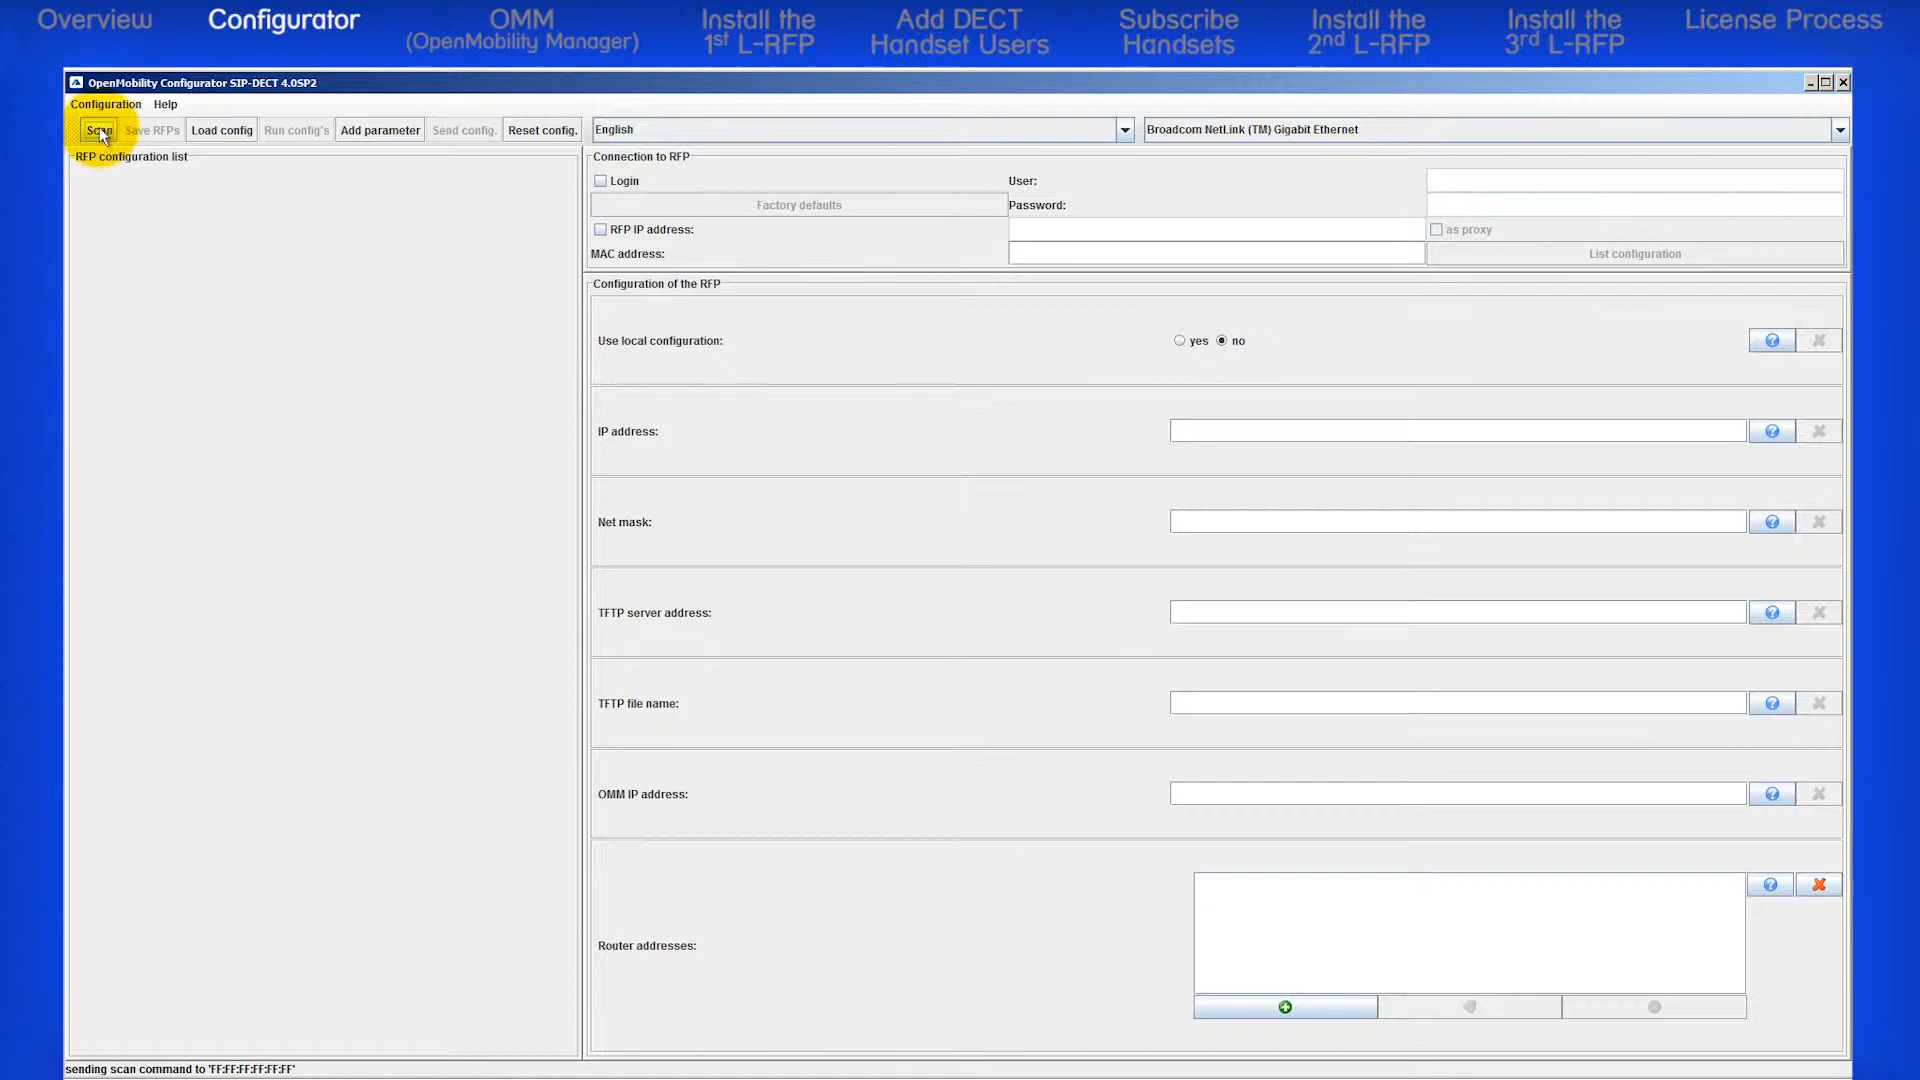 Overview
Configurator
OMM
(OpenMobility Manager)
Install the
1st L-RFP
Add DECT
Handset Users
Subscribe
Handsets
Install the
2nd L-RFP
Install the
3rd L-RFP
License Process
OpenMobility Configurator SIP-DECT 4.0SP2
Configuration Help
Scan Save RFPs Load config Run config's Add parameter Send config. Reset config. English Broadcom NetLink (TM) Gigabit Ethernet
RFP configuration list
Connection to RFP
Login User:
Factory defaults Password:
RFP IP address: as proxy
MAC address: List configuration
Configuration of the RFP
Use local configuration: yes no
IP address:
Net mask:
TFTP server address:
TFTP file name:
OMM IP address:
Router addresses:
sending scan command to 'FF:FF:FF:FF:FF:FF'